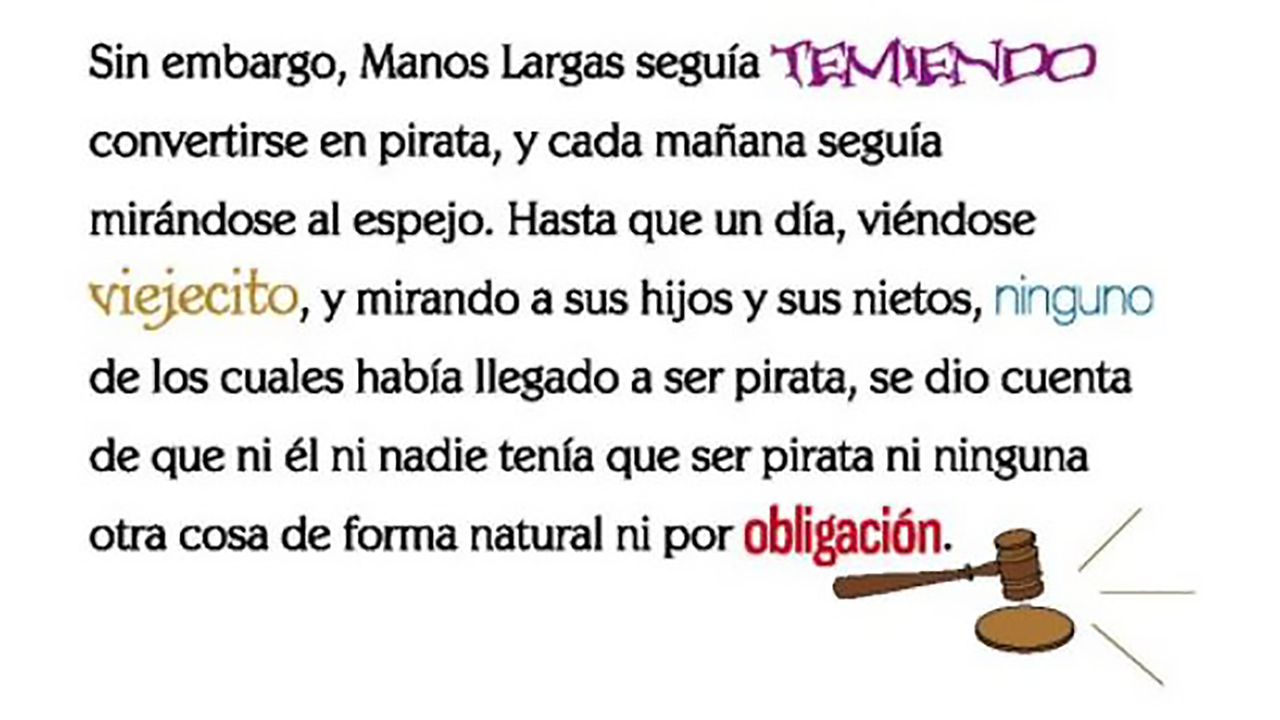 Sin embargo, Manos Largas seguía TEMIENDO
convertirse en pirata, y cada mañana seguía
mirándose al espejo. Hasta que un día, viéndose
viejecito, y mirando a sus hijos y sus nietos, ninguno
de los cuales había llegado a ser pirata, se dio cuenta
de que ni él ni nadie tenía que ser pirata ni ninguna
otra cosa de forma natural ni por obligación.